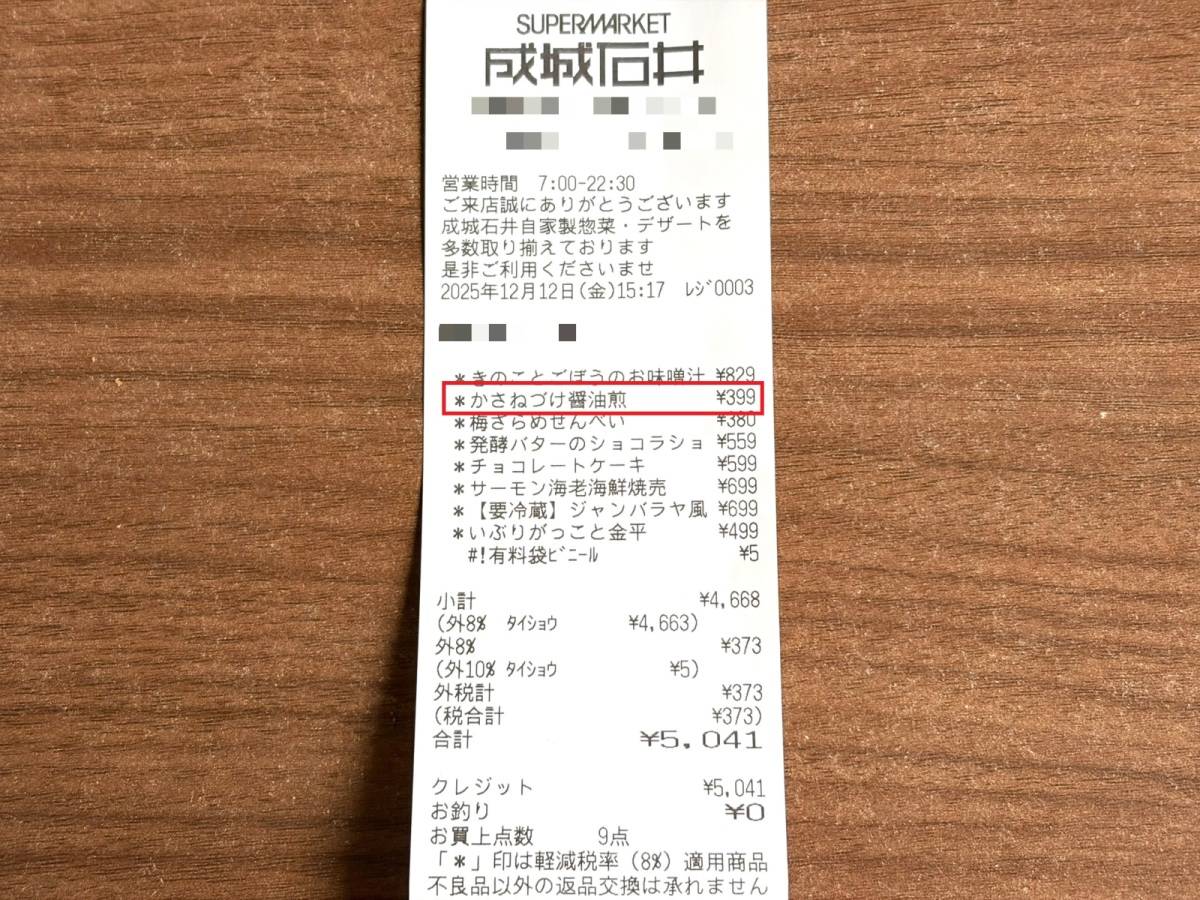 SUPERMARKET
成城石井
営業時間 7:00-22:30
ご来店誠にありがとうございます
成城石井自家製惣菜・デザートを
多数取り揃えております
是非ご利用くださいませ
2025年12月12日(金)15:17 ﾚｼﾞ0003
*きのことごぼうのお味噌汁 ¥829
*かさねづけ醤油煎 ¥399
*梅ざらめせんべい ¥380
*発酵バターのショコラショ ¥559
*チョコレートケーキ ¥599
*サーモン海老海鮮焼売 ¥699
*【要冷蔵】ジャンバラヤ風 ¥699
*いぶりがっこと金平 ¥499
#!有料袋ﾋﾞﾆｰﾙ ¥5
小計 ¥4,668
(外8% ﾀｲｼｮｳ ¥4,663)
外8% ¥373
(外10% ﾀｲｼｮｳ ¥5)
外税計 ¥373
(税合計 ¥373)
合計 ¥5,041
クレジット ¥5,041
お釣り ¥0
お買上点数 9点
「*」印は軽減税率(8%)適用商品
不良品以外の返品交換は承れません